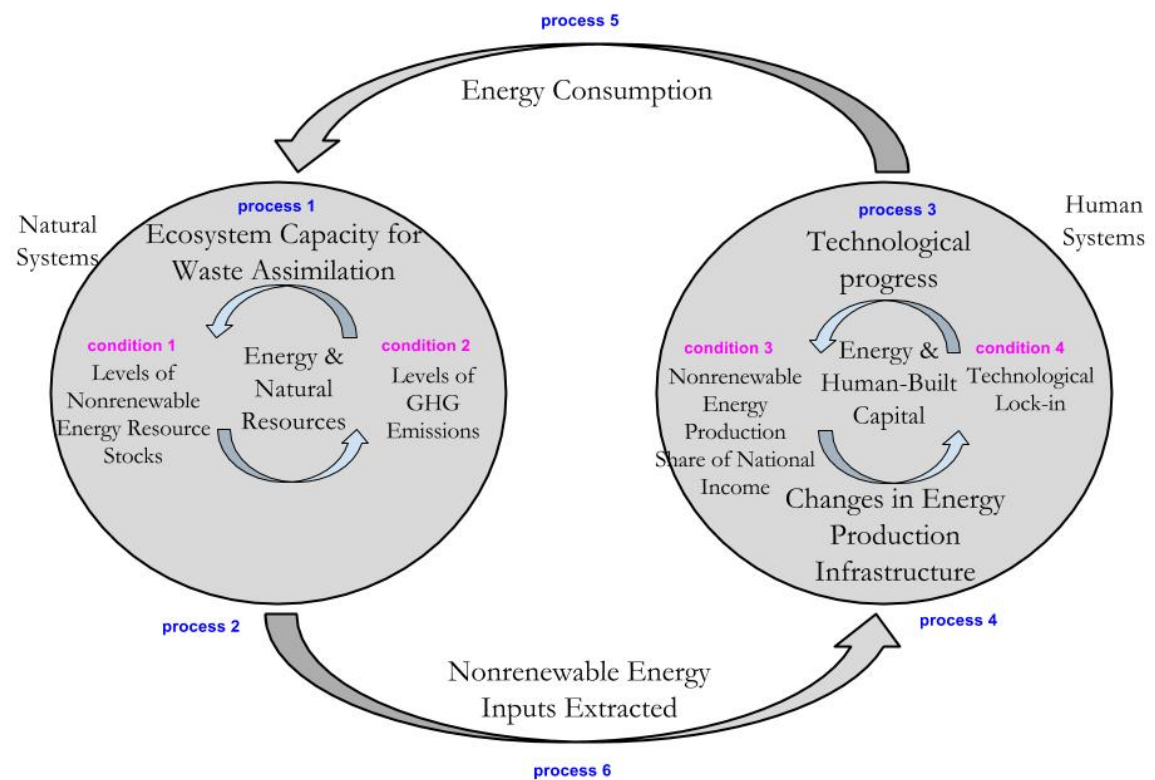 process 5
Energy Consumption
Natural
Systems
process 1
Ecosystem Capacity for
Waste Assimilation
condition 1
Levels of
Nonrenewable
Energy Resource
Stocks
Energy &
Natural
Resources
condition 2
Levels of
GHG
Emissions
process 2
Human
Systems
process 3
Technological
progress
condition 3
Nonrenewable
Energy
Production
Share of National
Income
Energy &
Human-Built
Capital
condition 4
Technological
Lock-in
Changes in Energy
Production
Infrastructure
process 4
Nonrenewable Energy
Inputs Extracted
process 6